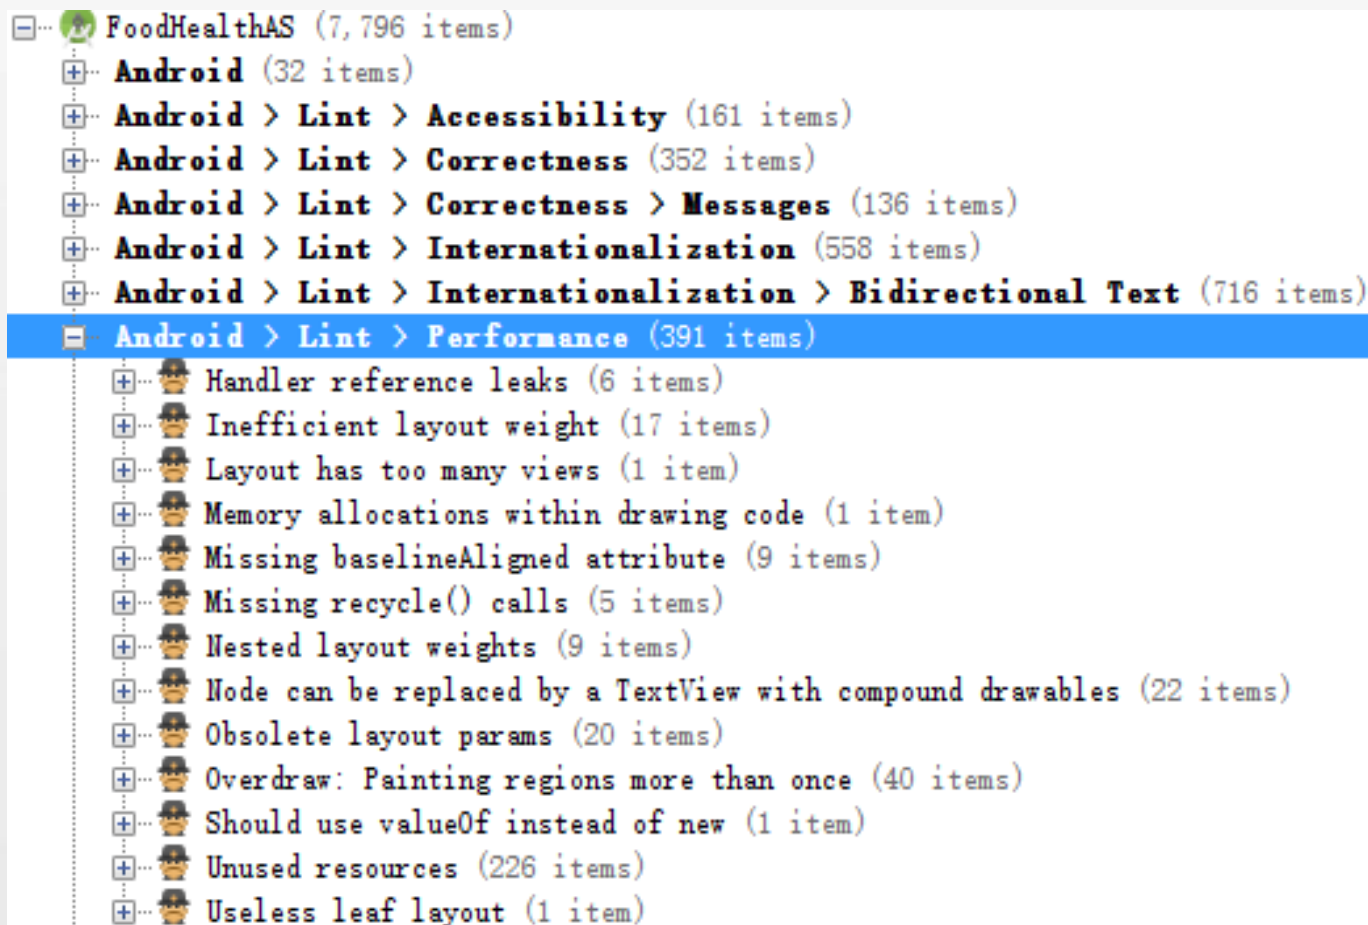 FoodHealthAS (7,796 items)
Android (32 items)
Android > Lint > Accessibility (161 items)
Android > Lint > Correctness (352 items)
Android > Lint > Correctness > Messages (136 items)
Android > Lint > Internationalization (558 items)
Android > Lint > Internationalization > Bidirectional Text (716 items)
Android > Lint > Performance (391 items)
Handler reference leaks (6 items)
Inefficient layout weight (17 items)
Layout has too many views (1 item)
Memory allocations within drawing code (1 item)
Missing baselineAligned attribute (9 items)
Missing recycle() calls (5 items)
Nested layout weights (9 items)
Node can be replaced by a TextView with compound drawables (22 items)
Obsolete layout params (20 items)
Overdraw: Painting regions more than once (40 items)
Should use valueOf instead of new (1 item)
Unused resources (226 items)
Useless leaf layout (1 item)